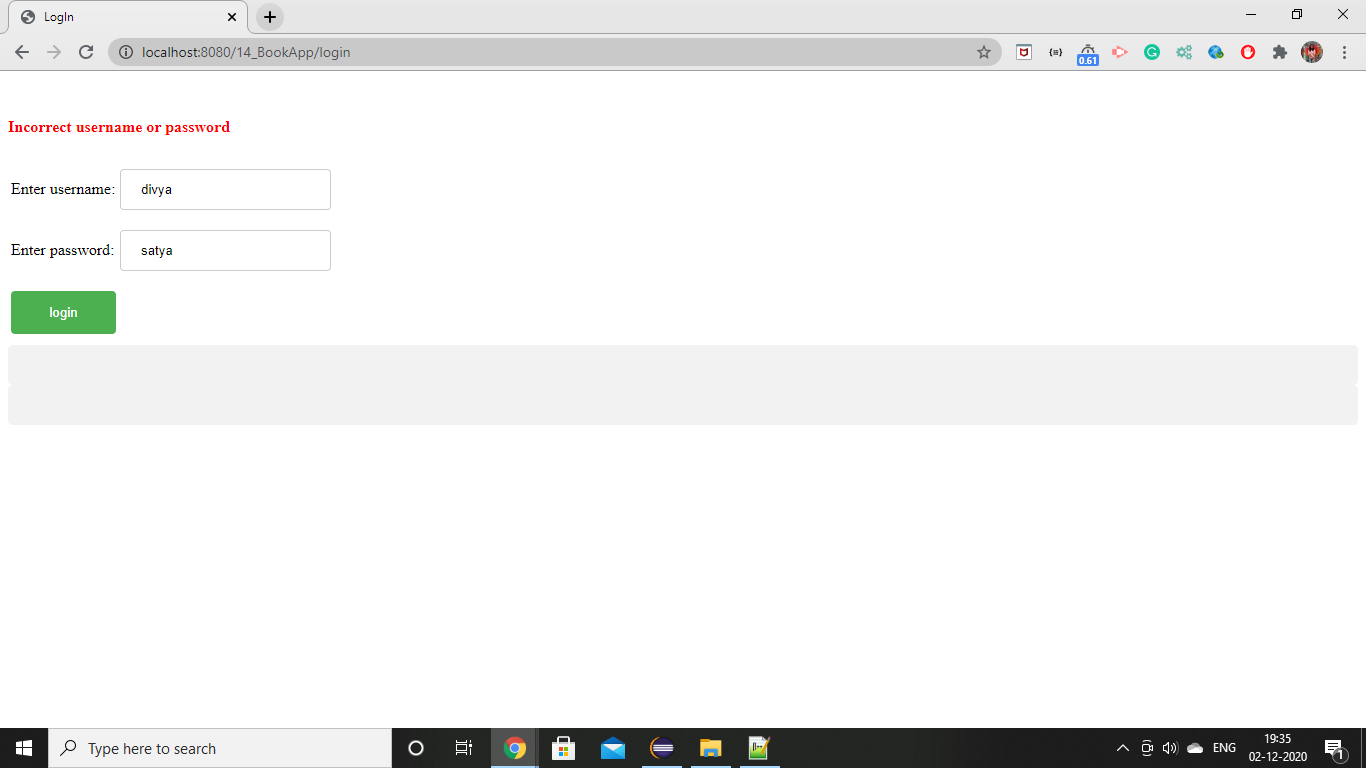 LogIn
localhost:8080/14_BookApp/login
0.61
Incorrect username or password
Enter username: divya
Enter password: satya
login
Type here to search
ENG
19:35
02-12-2020
1